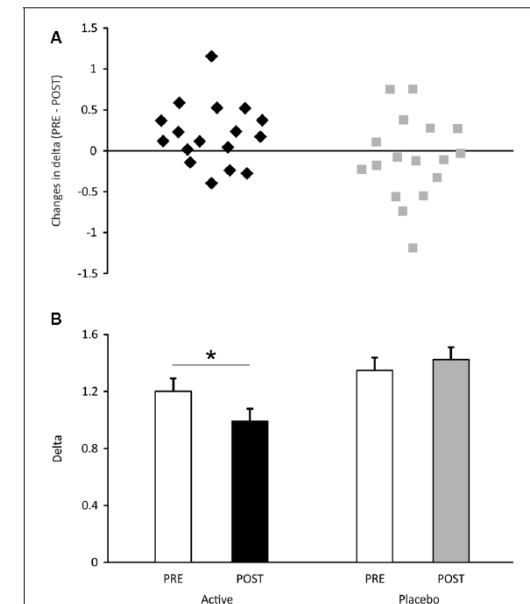 A
Changes in delta (PRE - POST)
1.5
1
0.5
0
-0.5
-1
-1.5
B
Delta
1.6
1.2
0.8
0.4
0
*
PRE POST PRE POST
Active Placebo